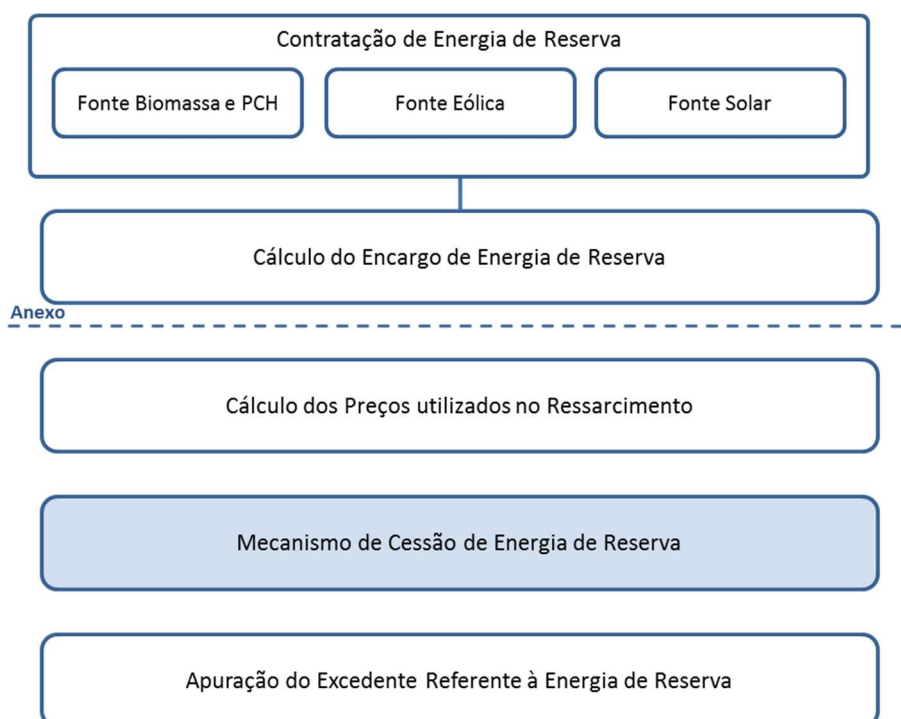 Contratação de Energia de Reserva
Fonte Biomassa e PCH
Fonte Eólica
Fonte Solar
Cálculo do Encargo de Energia de Reserva
Anexo
Cálculo dos Preços utilizados no Ressarcimento
Mecanismo de Cessão de Energia de Reserva
Apuração do Excedente Referente à Energia de Reserva